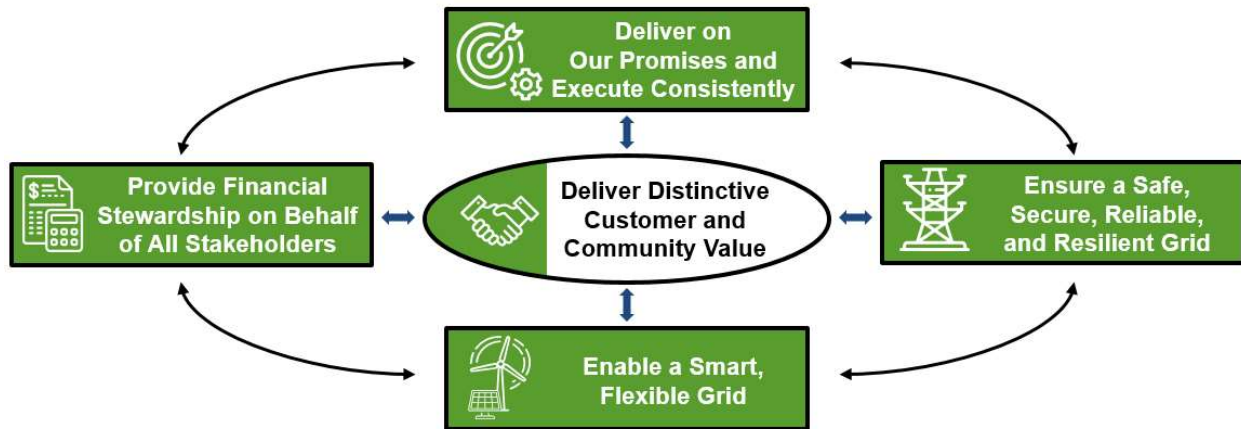 Deliver on
Our Promises and
Execute Consistently
Provide Financial
Stewardship on Behalf
of All Stakeholders
Deliver Distinctive
Customer and
Community Value
Ensure a Safe,
Secure, Reliable,
and Resilient Grid
Enable a Smart,
Flexible Grid